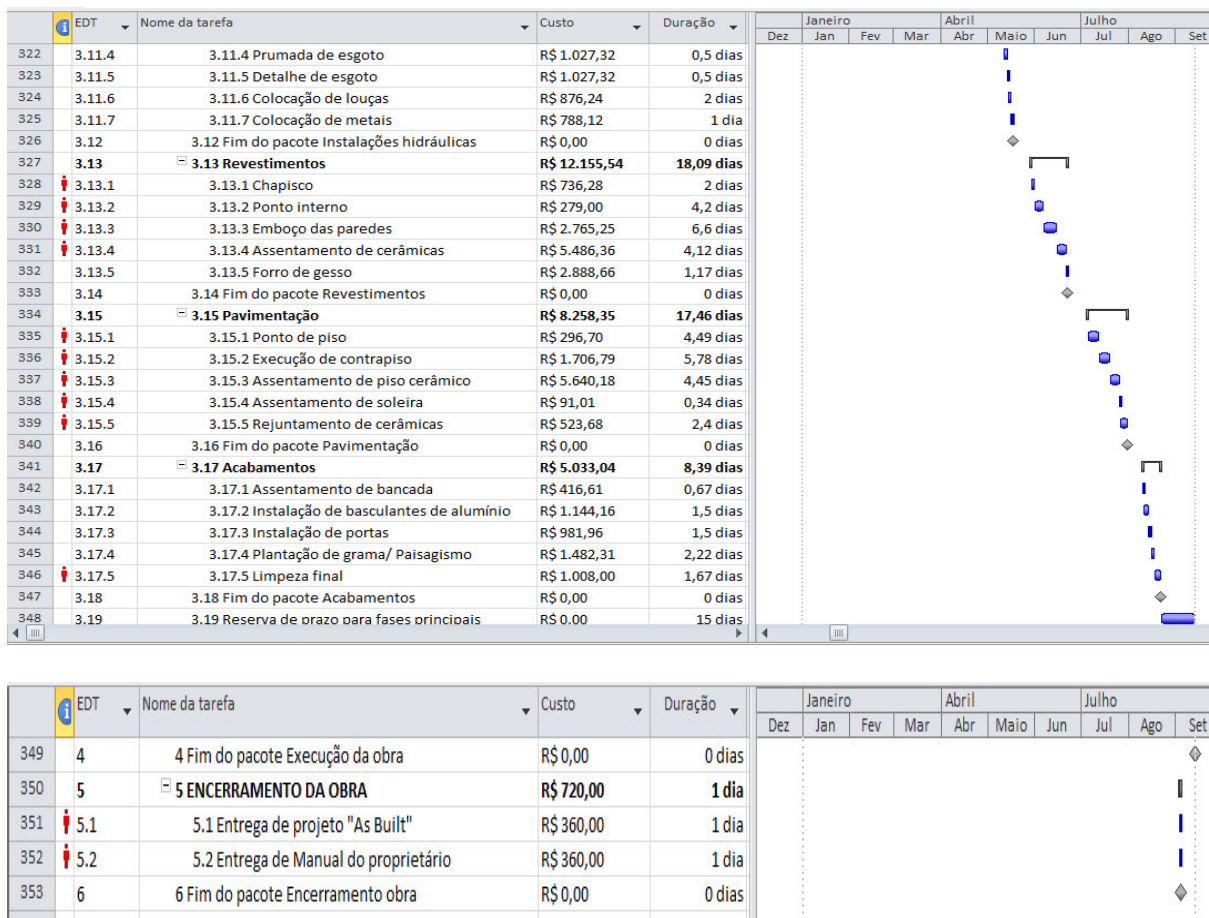 EDT Nome da tarefa Custo Duração Janeiro Abril Julho
Dez Jan Fev Mar Abr Maio Jun Jul Ago Set
322 3.11.4 3.11.4 Prumada de esgoto R$ 1.027,32 0,5 dias
323 3.11.5 3.11.5 Detalhe de esgoto R$ 1.027,32 0,5 dias
324 3.11.6 3.11.6 Colocação de louças R$ 876,24 2 dias
325 3.11.7 3.11.7 Colocação de metais R$ 788,12 1 dia
326 3.12 3.12 Fim do pacote Instalações hidráulicas R$ 0,00 0 dias
327 3.13 3.13 Revestimentos R$ 12.155,54 18,09 dias
328 3.13.1 3.13.1 Chapisco R$ 736,28 2 dias
329 3.13.2 3.13.2 Ponto interno R$ 279,00 4,2 dias
330 3.13.3 3.13.3 Emboço das paredes R$ 2.765,25 6,6 dias
331 3.13.4 3.13.4 Assentamento de cerâmicas R$ 5.486,36 4,12 dias
332 3.13.5 3.13.5 Forro de gesso R$ 2.888,66 1,17 dias
333 3.14 3.14 Fim do pacote Revestimentos R$ 0,00 0 dias
334 3.15 3.15 Pavimentação R$ 8.258,35 17,46 dias
335 3.15.1 3.15.1 Ponto de piso R$ 296,70 4,49 dias
336 3.15.2 3.15.2 Execução de contrapiso R$ 1.706,79 5,78 dias
337 3.15.3 3.15.3 Assentamento de piso cerâmico R$ 5.640,18 4,45 dias
338 3.15.4 3.15.4 Assentamento de soleira R$ 91,01 0,34 dias
339 3.15.5 3.15.5 Rejuntamento de cerâmicas R$ 523,68 2,4 dias
340 3.16 3.16 Fim do pacote Pavimentação R$ 0,00 0 dias
341 3.17 3.17 Acabamentos R$ 5.033,04 8,39 dias
342 3.17.1 3.17.1 Assentamento de bancada R$ 416,61 0,67 dias
343 3.17.2 3.17.2 Instalação de basculantes de alumínio R$ 1.144,16 1,5 dias
344 3.17.3 3.17.3 Instalação de portas R$ 981,96 1,5 dias
345 3.17.4 3.17.4 Plantação de grama/ Paisagismo R$ 1.482,31 2,22 dias
346 3.17.5 3.17.5 Limpeza final R$ 1.008,00 1,67 dias
347 3.18 3.18 Fim do pacote Acabamentos R$ 0,00 0 dias
348 3.19 3.19 Reserva de prazo para fases principais R$ 0,00 15 dias
EDT Nome da tarefa Custo Duração Janeiro Abril Julho
Dez Jan Fev Mar Abr Maio Jun Jul Ago Set
349 4 4 Fim do pacote Execução da obra R$ 0,00 0 dias
350 5 5 ENCERRAMENTO DA OBRA R$ 720,00 1 dia
351 5.1 5.1 Entrega de projeto "As Built" R$ 360,00 1 dia
352 5.2 5.2 Entrega de Manual do proprietário R$ 360,00 1 dia
353 6 6 Fim do pacote Encerramento obra R$ 0,00 0 dias